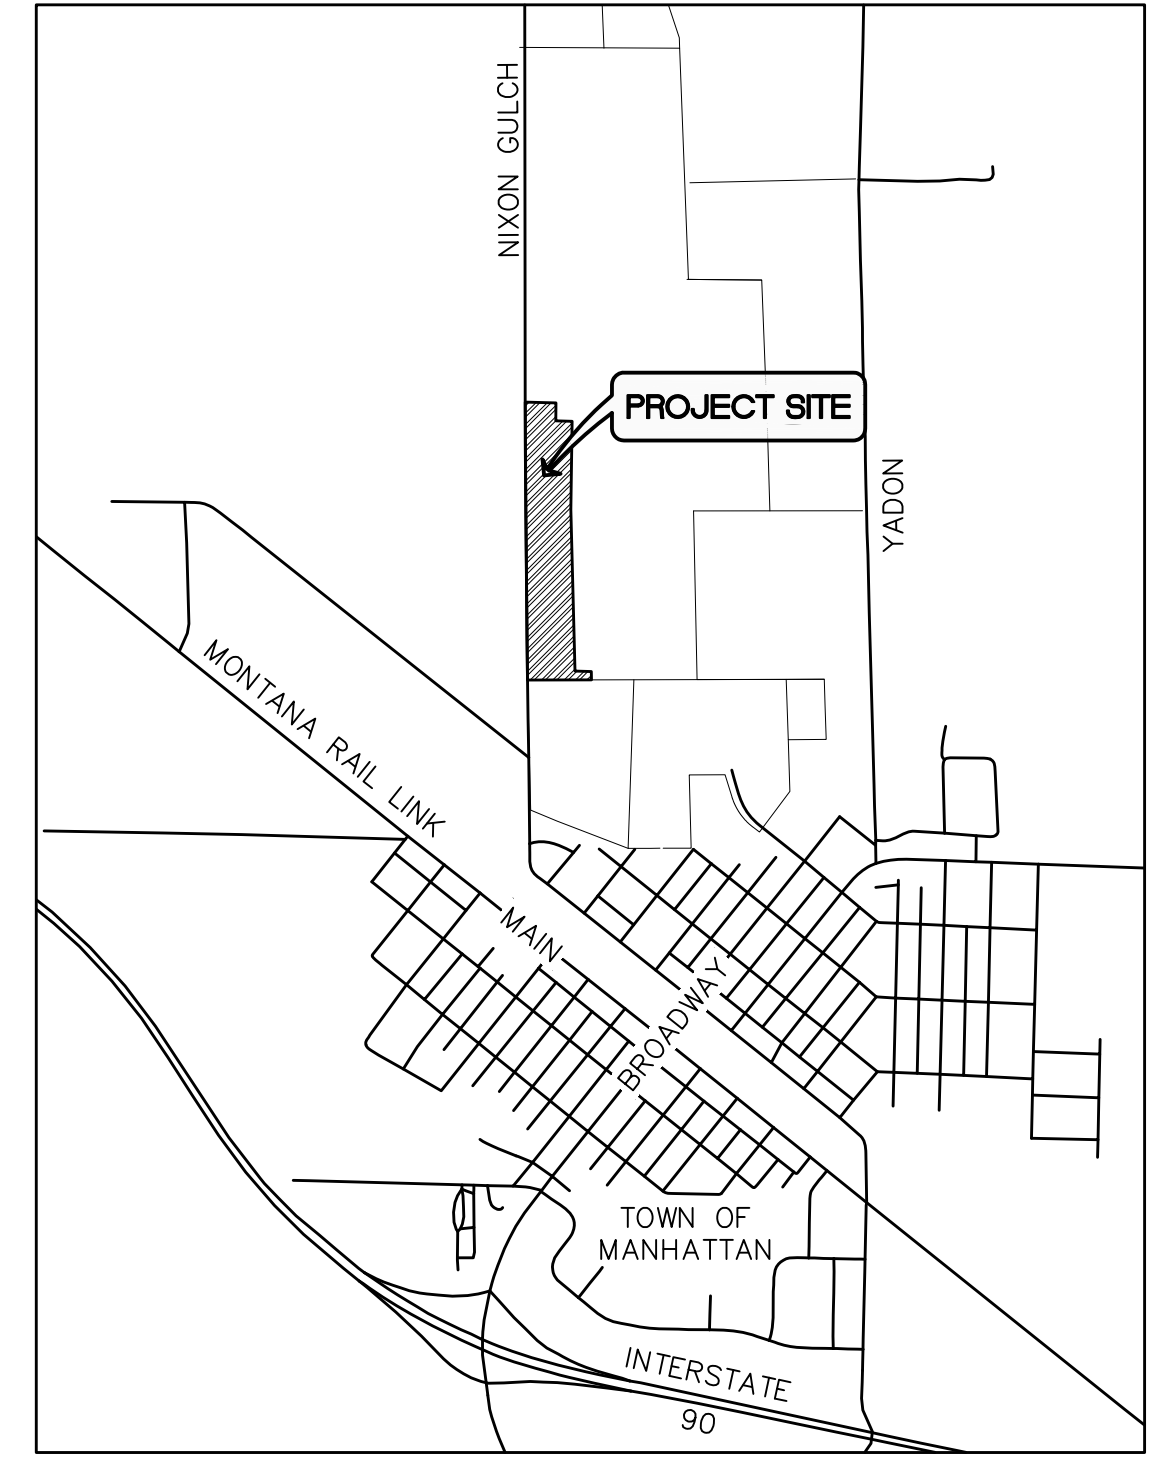 NIXON GULCH
PROJECT SITE
YADON
MONTANA RAIL LINK
MAIN
BROADWAY
TOWN OF
MANHATTAN
INTERSTATE
90